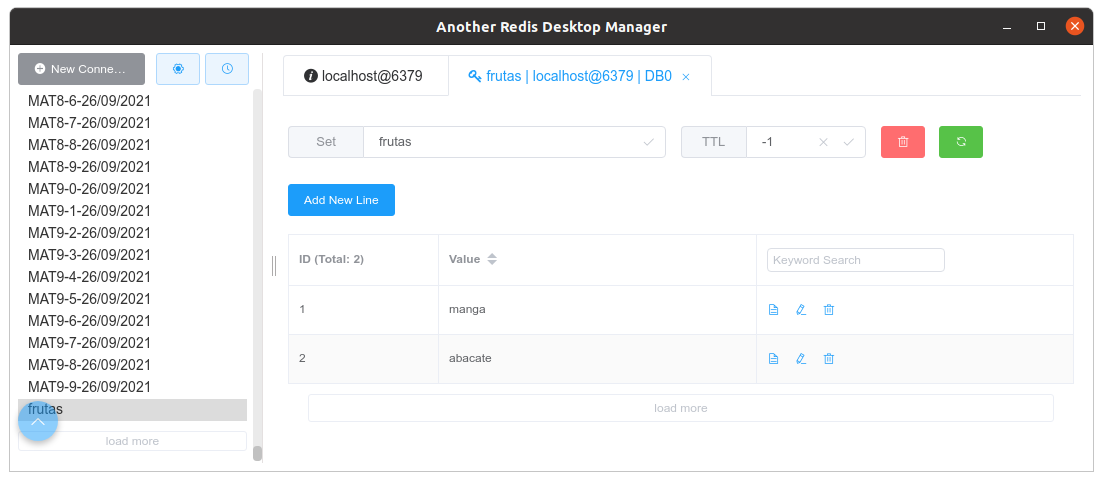 Another Redis Desktop Manager
New Conne...
MAT8-6-26/09/2021
MAT8-7-26/09/2021
MAT8-8-26/09/2021
MAT8-9-26/09/2021
MAT9-0-26/09/2021
MAT9-1-26/09/2021
MAT9-2-26/09/2021
MAT9-3-26/09/2021
MAT9-4-26/09/2021
MAT9-5-26/09/2021
MAT9-6-26/09/2021
MAT9-7-26/09/2021
MAT9-8-26/09/2021
MAT9-9-26/09/2021
frutas
load more
localhost@6379
frutas | localhost@6379 | DB0 ×
Set frutas TTL -1
Add New Line
ID (Total: 2) Value Keyword Search
1 manga
2 abacate
load more